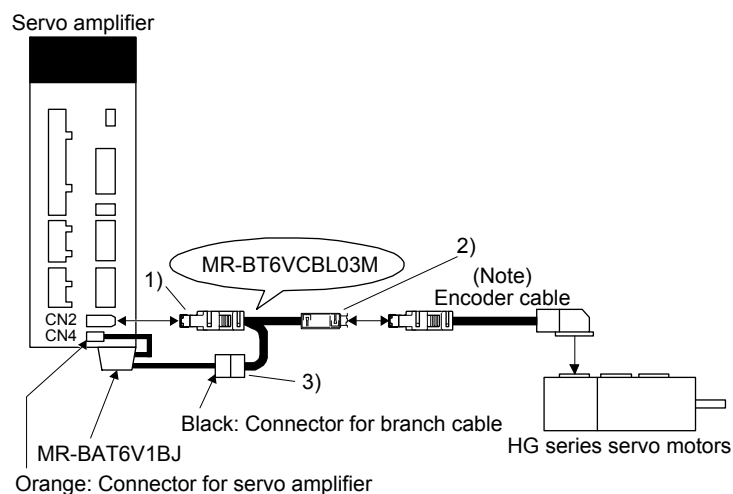 Servo amplifier
2)
MR-BT6VCBL03M
(Note)
1)
Encoder cable
CN2
CN4
3)
Black: Connector for branch cable
HG series servo motors
MR-BAT6V1BJ
Orange: Connector for servo amplifier